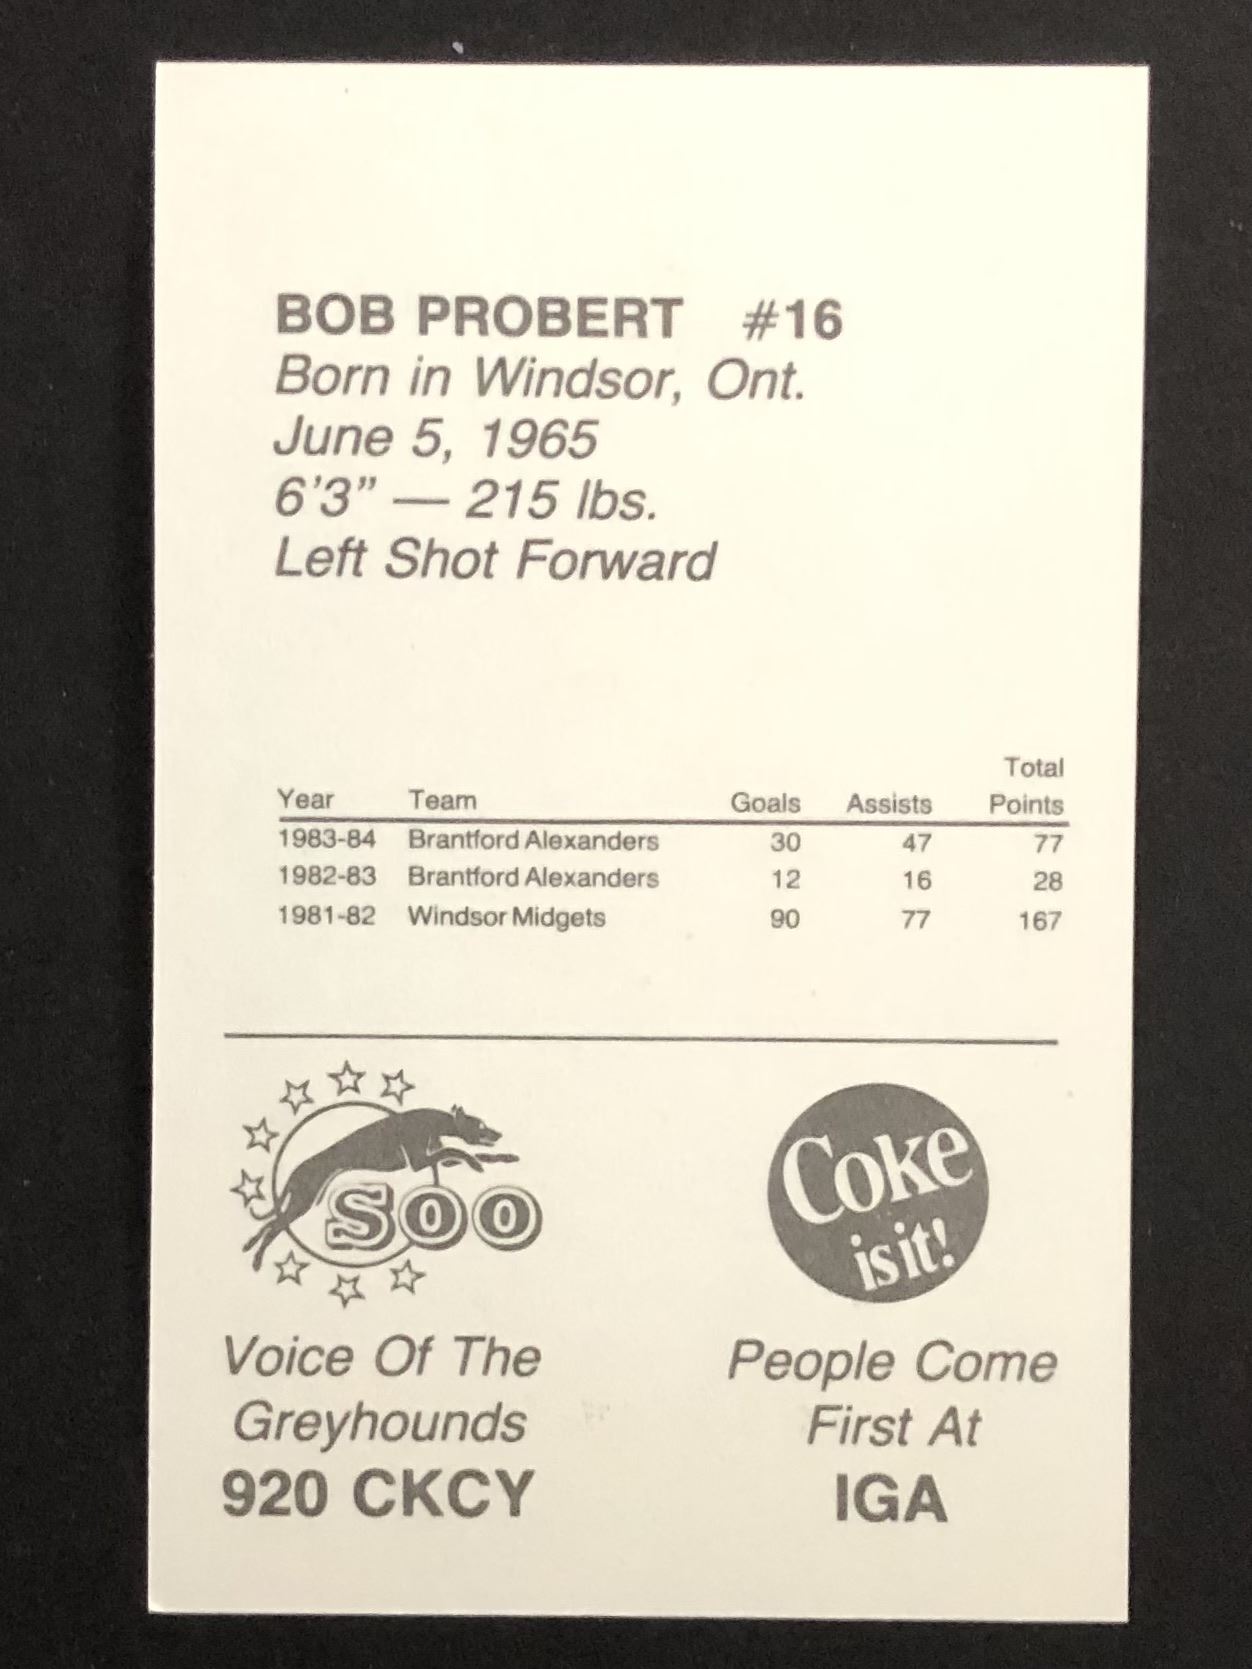 BOB PROBERT #16
Born in Windsor, Ont.
June 5, 1965
6'3” — 215 lbs.
Left Shot Forward
Total
Year Team Goals Assists Points
1983-84 Brantford Alexanders 30 47 77
1982-83 Brantford Alexanders 12 16 28
1981-82 Windsor Midgets 90 77 167
Soo
Coke
is it!
Voice Of The
Greyhounds
920 CKCY
People Come
First At
IGA